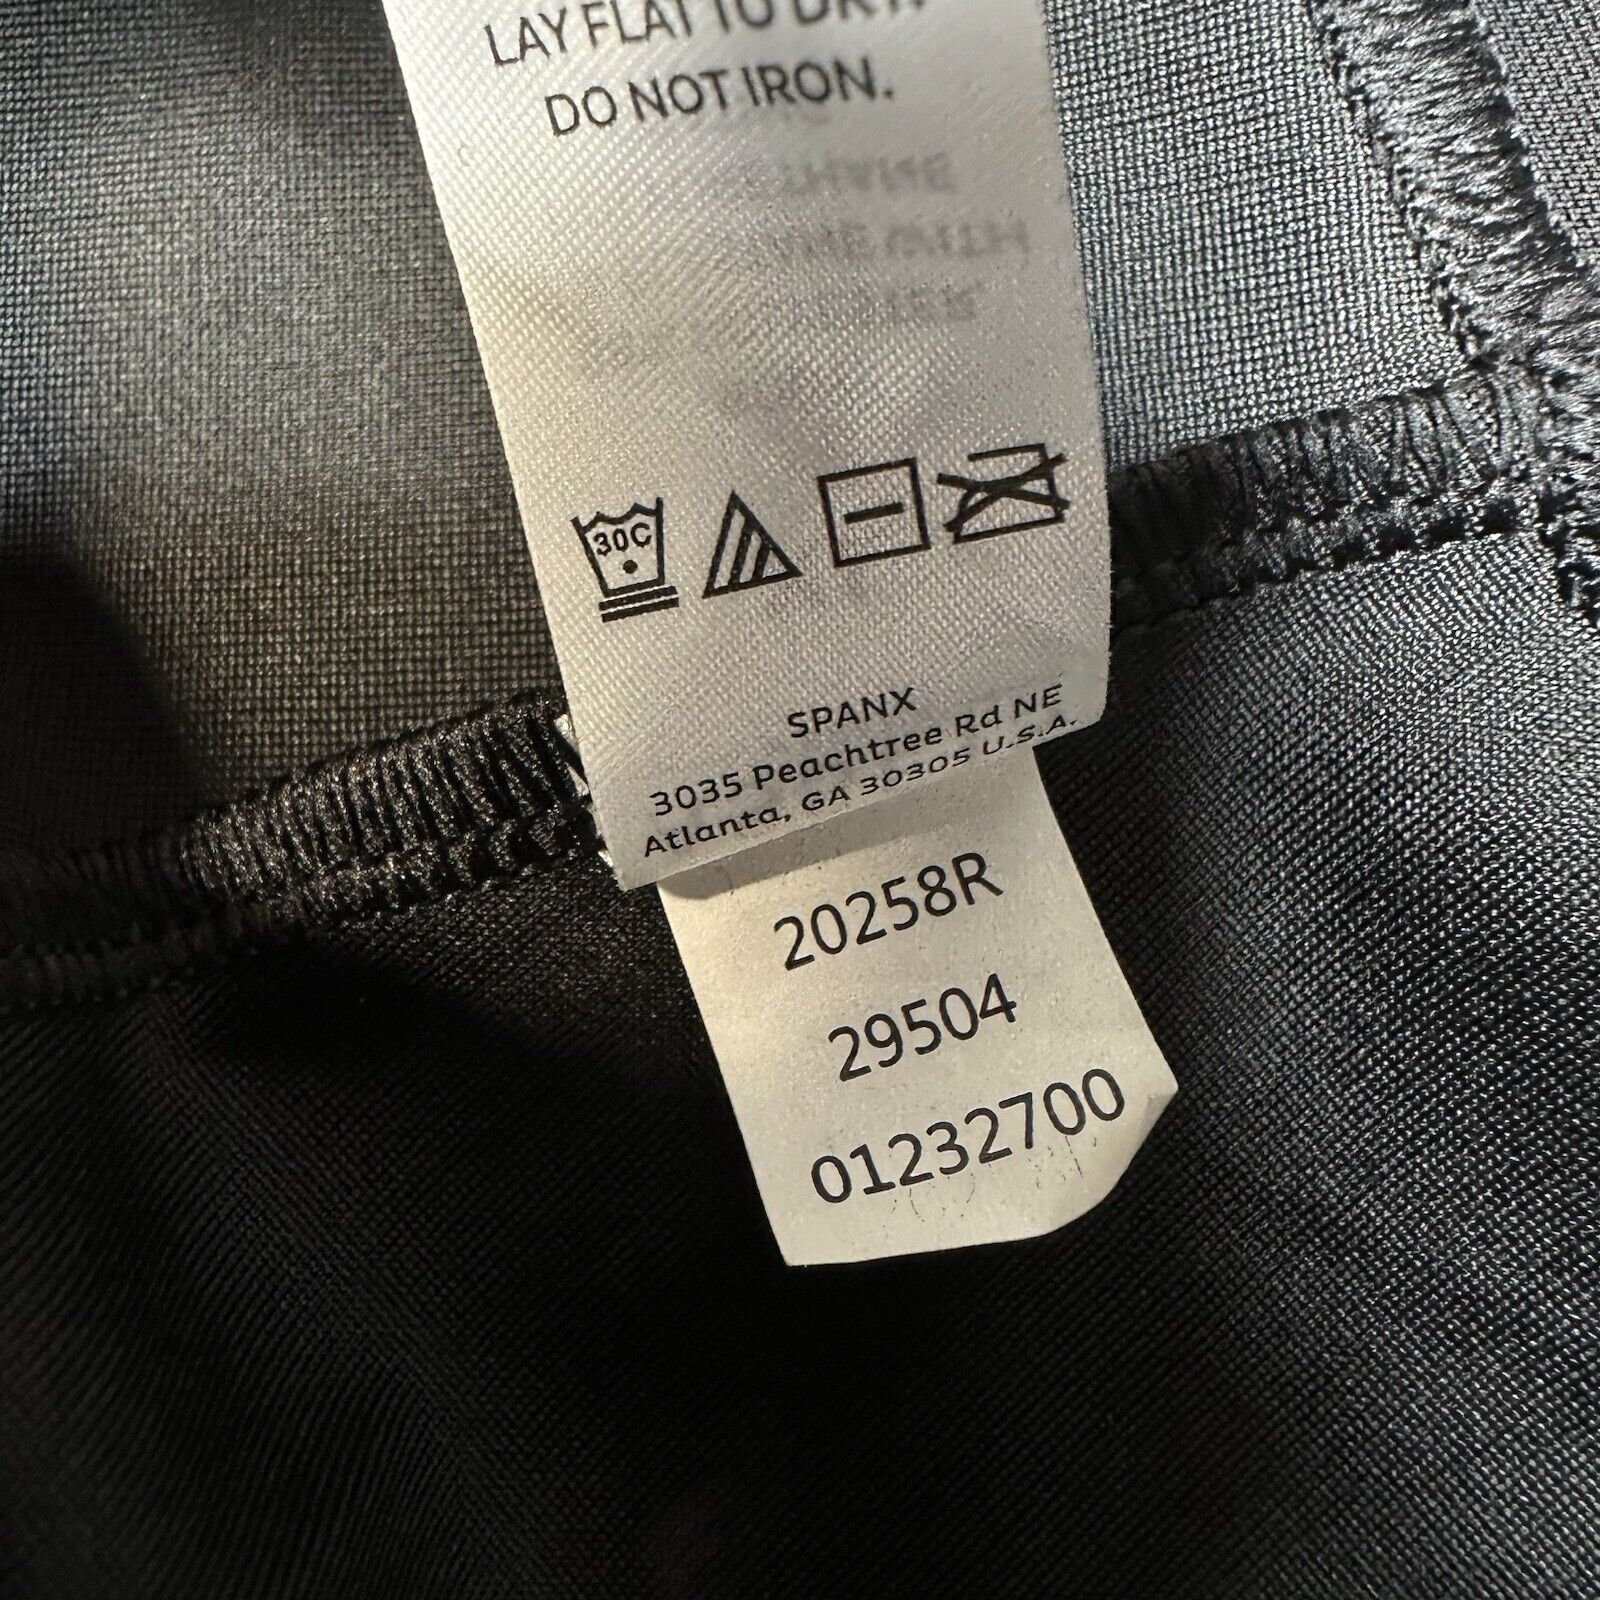 LAY FLAT TO DRY.
DO NOT IRON.
30C
SPANX
3035 Peachtree Rd NE
Atlanta, GA 30305 U.S.A.
20258R
29504
01232700